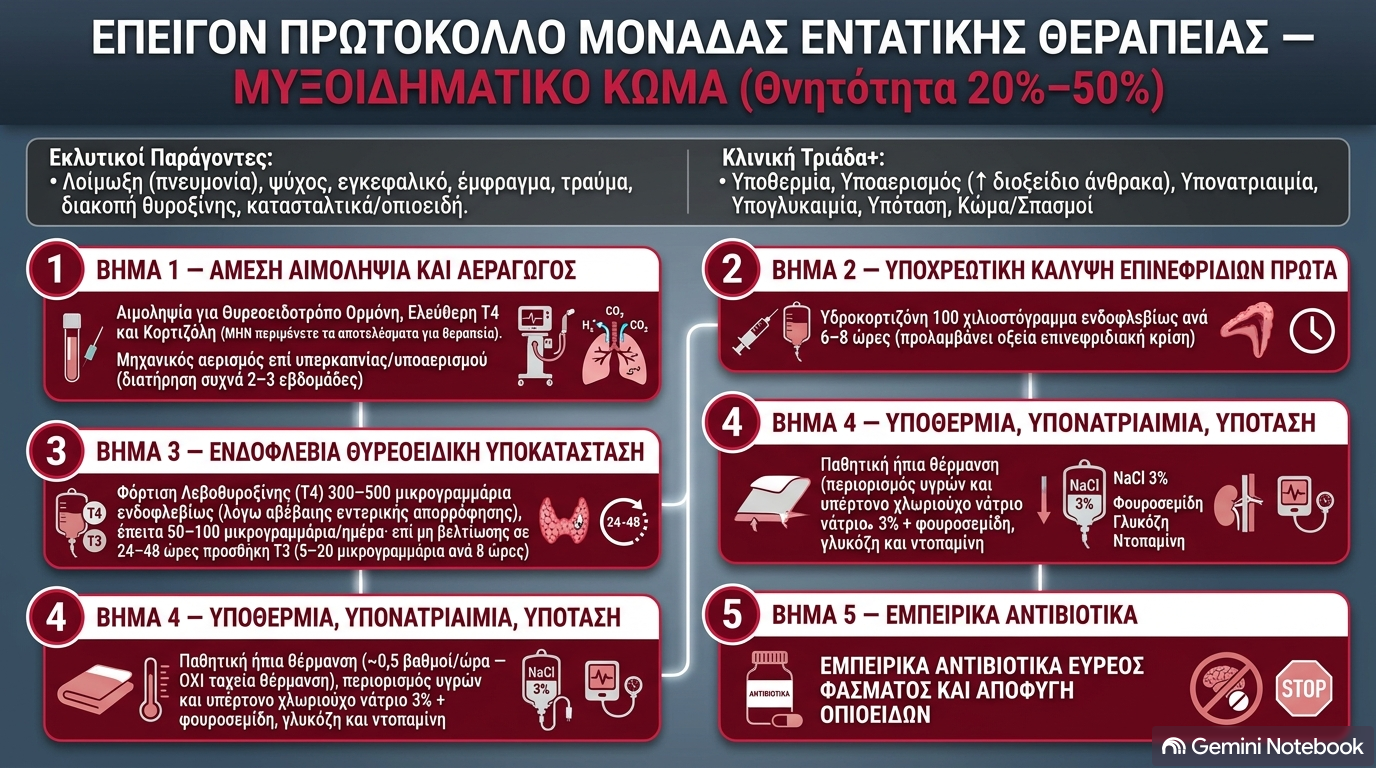 ΕΠΕΙΓΟΝ ΠΡΩΤΟΚΟΛΛΟ ΜΟΝΑΔΑΣ ΕΝΤΑΤΙΚΗΣ ΘΕΡΑΠΕΙΑΣ —
ΜΥΞΟΙΔΗΜΑΤΙΚΟ ΚΩΜΑ (Θνητότητα 20%–50%)
Εκλυτικοί Παράγοντες:
• Λοίμωξη (πνευμονία), ψύχος, εγκεφαλικό, έμφραγμα, τραύμα,
διακοπή θυροξίνης, κατασταλτικά/οπιοειδή.
Κλινική Τριάδα+:
• Υποθερμία, Υποαερισμός (↑ διοξείδιο άνθρακα), Υπονατριαιμία,
Υπογλυκαιμία, Υπόταση, Κώμα/Σπασμοί
1
ΒΗΜΑ 1 — ΑΜΕΣΗ ΑΙΜΟΛΗΨΙΑ ΚΑΙ ΑΕΡΑΓΩΓΟΣ
Αιμοληψία για Θυρεοειδοτρόπο Ορμόνη, Ελεύθερη T4
και Κορτιζόλη (ΜΗΝ περιμένετε τα αποτελέσματα για θεραπεία).
Μηχανικός αερισμός επί υπερκαπνίας/υποαερισμού
(διατήρηση συχνά 2–3 εβδομάδες)
CO₂
CO₂
2
ΒΗΜΑ 2 — ΥΠΟΧΡΕΩΤΙΚΗ ΚΑΛΥΨΗ ΕΠΙΝΕΦΡΙΔΙΩΝ ΠΡΩΤΑ
Υδροκορτιζόνη 100 χιλιοστόγραμμα ενδοφλεβίως ανά
6–8 ώρες (προλαμβάνει οξεία επινεφριδιακή κρίση)
3
ΒΗΜΑ 3 — ΕΝΔΟΦΛΕΒΙΑ ΘΥΡΕΟΕΙΔΙΚΗ ΥΠΟΚΑΤΑΣΤΑΣΗ
T4
T3
Φόρτιση Λεβοθυροξίνης (T4) 300–500 μικρογραμμάρια
ενδοφλεβίως (λόγω αβέβαιης εντερικής απορρόφησης),
έπειτα 50–100 μικρογραμμάρια/ημέρα· επί μη βελτίωσης σε
24–48 ώρες προσθήκη T3 (5–20 μικρογραμμάρια ανά 8 ώρες)
24-48
4
ΒΗΜΑ 4 — ΥΠΟΘΕΡΜΙΑ, ΥΠΟΝΑΤΡΙΑΙΜΙΑ, ΥΠΟΤΑΣΗ
Παθητική ήπια θέρμανση
(περιορισμός υγρών και
υπέρτονο χλωριούχο νάτριο
νάτριο. 3% + φουροσεμίδη,
γλυκόζη και ντοπαμίνη
NaCl
3%
NaCl 3%
Φουροσεμίδη
Γλυκόζη
Ντοπαμίνη
4
ΒΗΜΑ 4 — ΥΠΟΘΕΡΜΙΑ, ΥΠΟΝΑΤΡΙΑΙΜΙΑ, ΥΠΟΤΑΣΗ
Παθητική ήπια θέρμανση (~0,5 βαθμοί/ώρα —
ΟΧΙ ταχεία θέρμανση), περιορισμός υγρών
και υπέρτονο χλωριούχο νάτριο 3% +
φουροσεμίδη, γλυκόζη και ντοπαμίνη
NaCl
3%
5
ΒΗΜΑ 5 — ΕΜΠΕΙΡΙΚΑ ΑΝΤΙΒΙΟΤΙΚΑ
ΑΝΤΙΒΙΟΤΙΚΑ
ΕΜΠΕΙΡΙΚΑ ΑΝΤΙΒΙΟΤΙΚΑ ΕΥΡΕΟΣ
ΦΑΣΜΑΤΟΣ ΚΑΙ ΑΠΟΦΥΓΗ
ΟΠΙΟΕΙΔΩΝ
STOP
Gemini Notebook